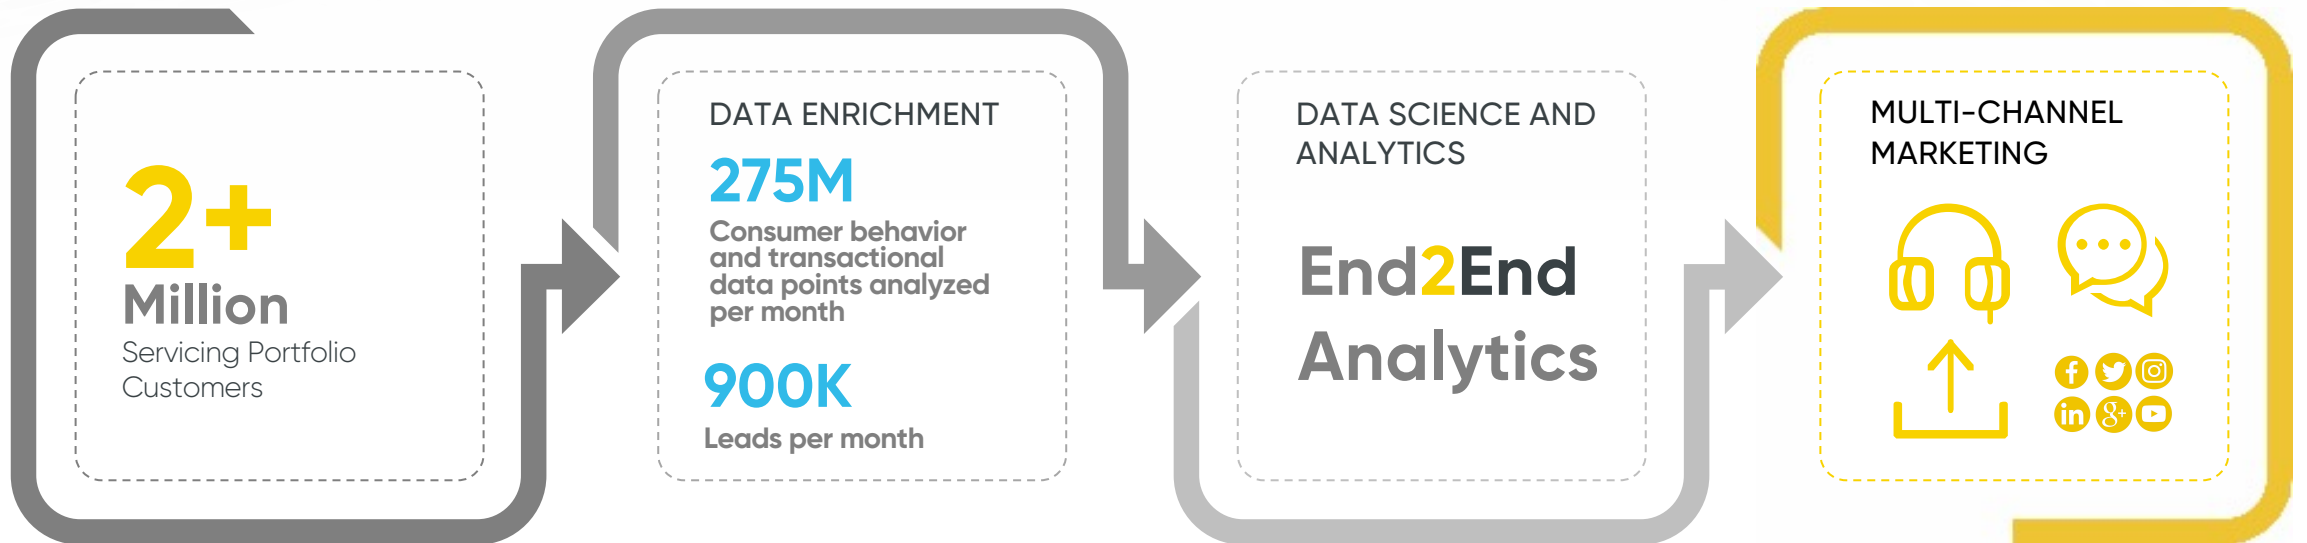 2+
Million
Servicing Portfolio
Customers
DATA ENRICHMENT
275M
Consumer behavior
and transactional
data points analyzed
per month
900K
Leads per month
DATA SCIENCE AND
ANALYTICS
End2End
Analytics
MULTI-CHANNEL
MARKETING
f
in
g+